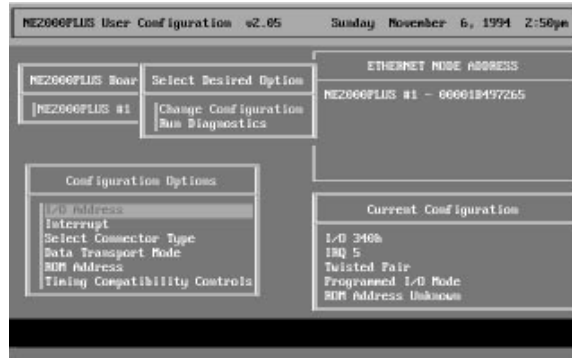 NE2000PLUS User Configuration v2.05 Sunday November 6, 1994 2:50pm
NE2000PLUS Boar
NE2000PLUS #1
Select Desired Option
Change Configuration
Run Diagnostics
ETHERNET NODE ADDRESS
NE2000PLUS #1 - 00001B497265
Configuration Options
I/O Address
Interrupt
Select Connector Type
Data Transport Mode
ROM Address
Timing Compatibility Controls
Current Configuration
I/O 340h
IRQ 5
Twisted Pair
Programmed I/O Mode
ROM Address Unknown